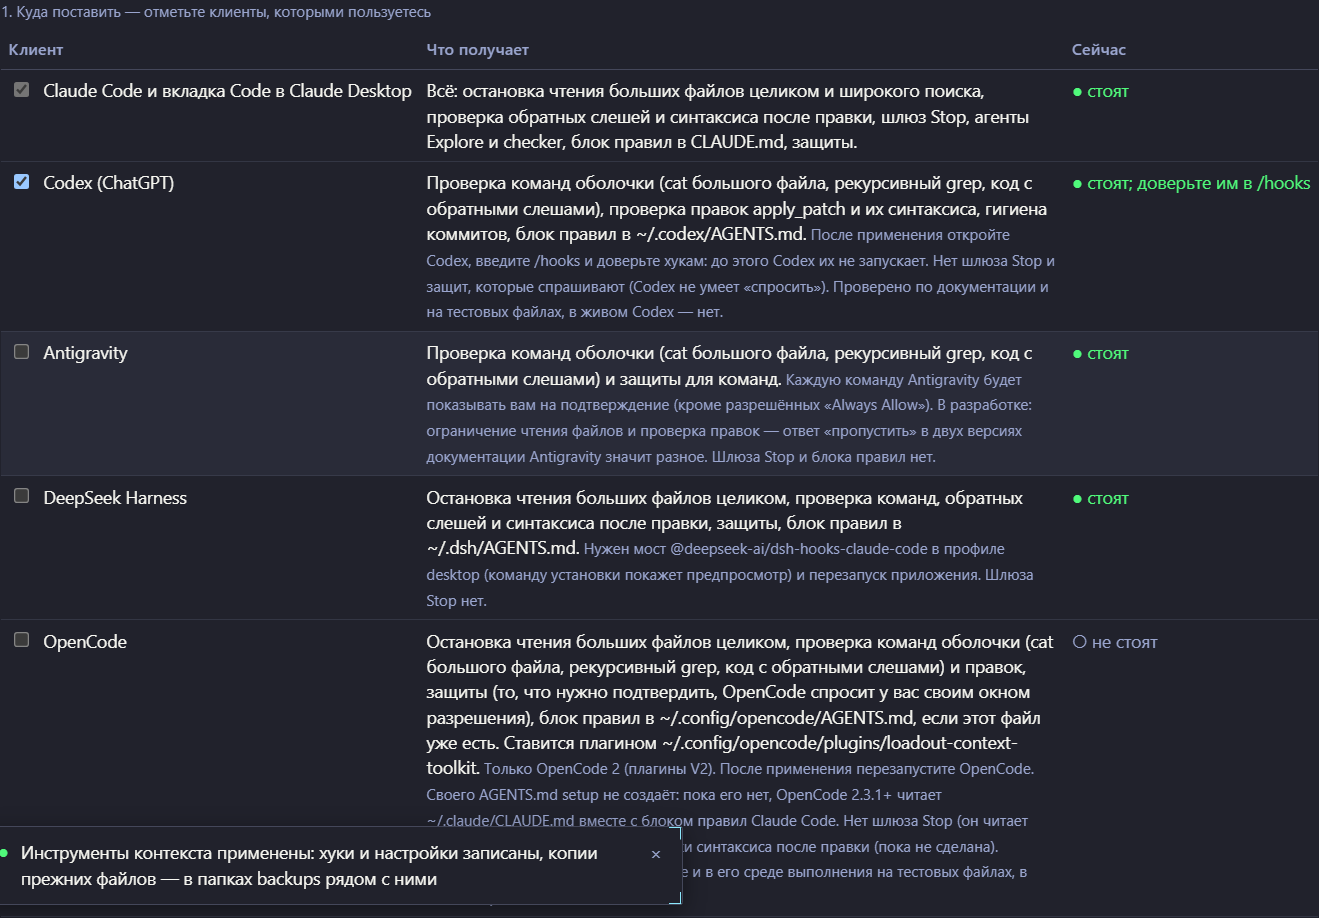 1. Куда поставить — отметьте клиенты, которыми пользуетесь
Клиент
Что получает
Сейчас
Claude Code и вкладка Code в Claude Desktop
Всё: остановка чтения больших файлов целиком и широкого поиска,
проверка обратных слешей и синтаксиса после правки, шлюз Stop, агенты
Explore и checker, блок правил в CLAUDE.md, защиты.
стоят
Codex (ChatGPT)
Проверка команд оболочки (cat большого файла, рекурсивный grep, код с
обратными слешами), проверка правок apply_patch и их синтаксиса, гигиена
коммитов, блок правил в ~/.codex/AGENTS.md. После применения откройте
Codex, введите /hooks и доверьте хукам: до этого Codex их не запускает. Нет шлюза Stop и
защит, которые спрашивают (Codex не умеет «спросить»). Проверено по документации и
на тестовых файлах, в живом Codex — нет.
стоят; доверьте им в /hooks
Antigravity
Проверка команд оболочки (cat большого файла, рекурсивный grep, код с
обратными слешами) и защиты для команд. Каждую команду Antigravity будет
показывать вам на подтверждение (кроме разрешённых «Always Allow»). В разработке:
ограничение чтения файлов и проверка правок — ответ «пропустить» в двух версиях
документации Antigravity значит разное. Шлюза Stop и блока правил нет.
стоят
DeepSeek Harness
Остановка чтения больших файлов целиком, проверка команд, обратных
слешей и синтаксиса после правки, защиты, блок правил в
~/.dsh/AGENTS.md. Нужен мост @deepseek-ai/dsh-hooks-claude-code в профиле
desktop (команду установки покажет предпросмотр) и перезапуск приложения. Шлюза
Stop нет.
стоят
OpenCode
Остановка чтения больших файлов целиком, проверка команд оболочки (cat
большого файла, рекурсивный grep, код с обратными слешами) и правок,
защиты (то, что нужно подтвердить, OpenCode спросит у вас своим окном
разрешения), блок правил в ~/.config/opencode/AGENTS.md, если этот файл
уже есть. Ставится плагином ~/.config/opencode/plugins/loadout-context-
toolkit. Только OpenCode 2 (плагины V2). После применения перезапустите OpenCode.
Своего AGENTS.md setup не создаёт: пока его нет, OpenCode 2.3.1+ читает
~/.claude/CLAUDE.md вместе с блоком правил Claude Code. Нет шлюза Stop (он читает
и синтаксиса после правки (пока не сделана).
е и в его среде выполнения на тестовых файлах, в
не стоят
Инструменты контекста применены: хуки и настройки записаны, копии
прежних файлов — в папках backups рядом с ними
×